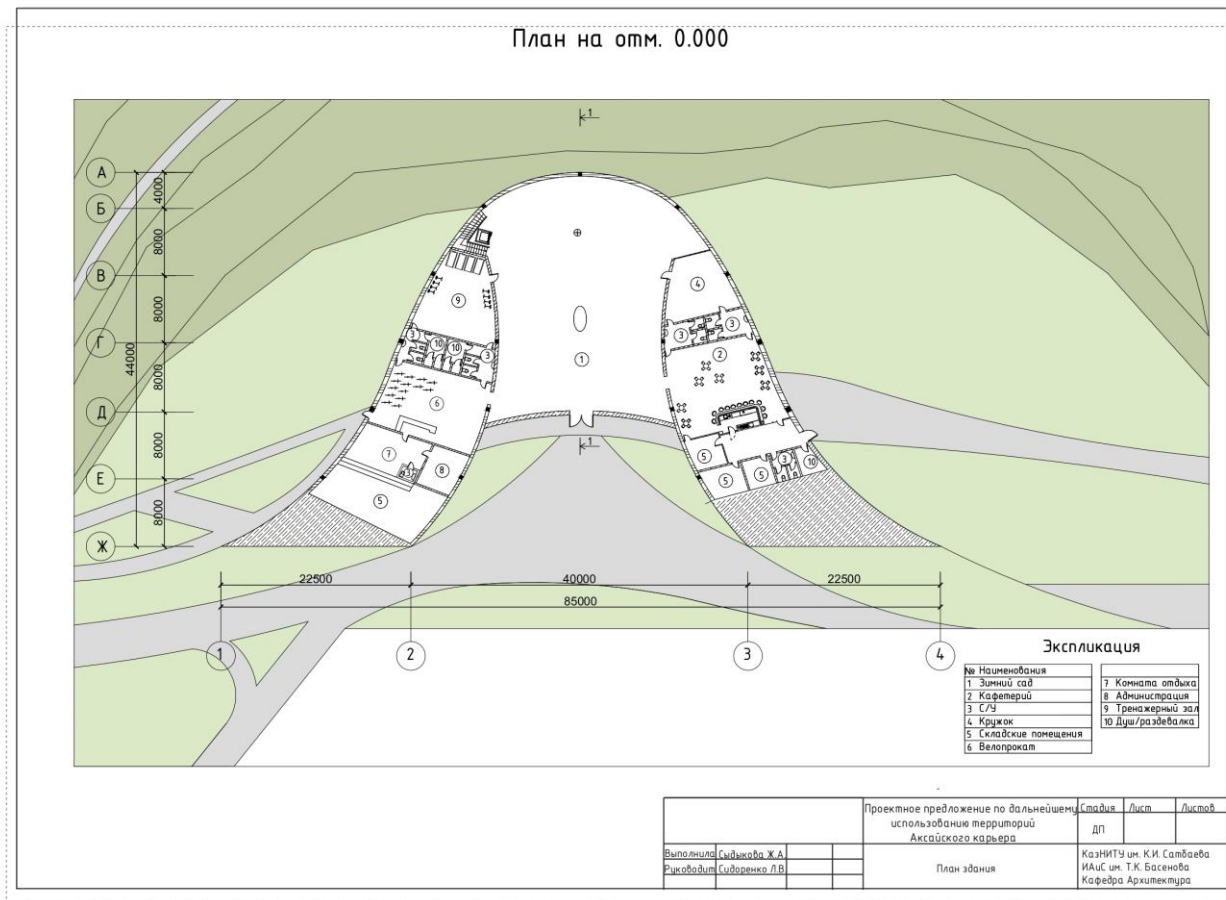 План на отм. 0.000
1
А
Б
В
Г
Д
Е
Ж
4000
8000
8000
8000
8000
8000
44000
4
9
3
10
10
3
3
3
2
1
6
7
3
8
5
5
5
5
3
10
1
22500
40000
22500
85000
1
2
3
4
Экспликация
№ Наименования
1 Зимний сад
2 Кафетерий
3 С/У
4 Кружок
5 Складские помещения
6 Велопрокат
7 Комната отдыха
8 Администрация
9 Тренажерный зал
10 Душ/раздевалка
Проектное предложение по дальнейшему
использованию территорий
Аксайского карьера
Стадия Лист Листов
ДП
Выполнила Сыдыкова Ж.А.
Руководит Сидоренко Л.В.
План здания
КазНИТУ им. К.И. Сатбаева
ИАиС им. Т.К. Басенова
Кафедра Архитектура